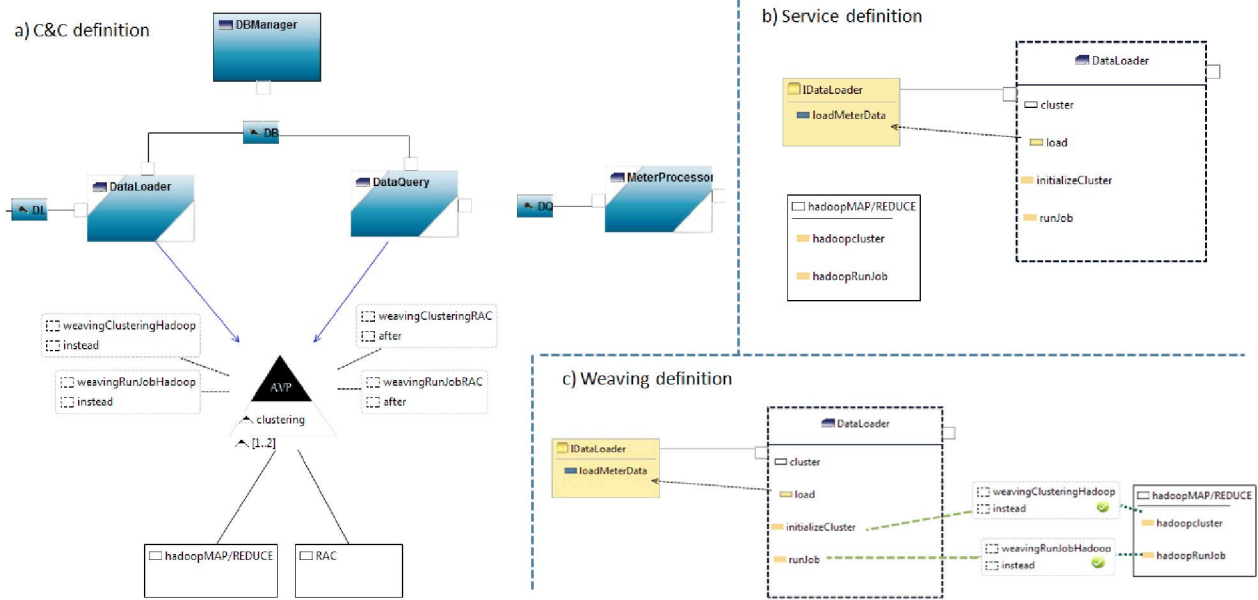 a) C&C definition
DBManager
DB
DataLoader
DataQuery
MeterProcessor
DL
DQ
weavingClusteringHadoop
instead
weavingRunJobHadoop
instead
weavingClusteringRAC
after
weavingRunJobRAC
after
AVP
clustering
[1..2]
hadoopMAP/REDUCE
RAC
b) Service definition
DataLoader
IDataLoader
loadMeterData
cluster
load
initializeCluster
runJob
hadoopMAP/REDUCE
hadoopcluster
hadoopRunJob
c) Weaving definition
DataLoader
IDataLoader
loadMeterData
cluster
load
initializeCluster
runJob
weavingClusteringHadoop
instead
weavingRunJobHadoop
instead
hadoopMAP/REDUCE
hadoopcluster
hadoopRunJob